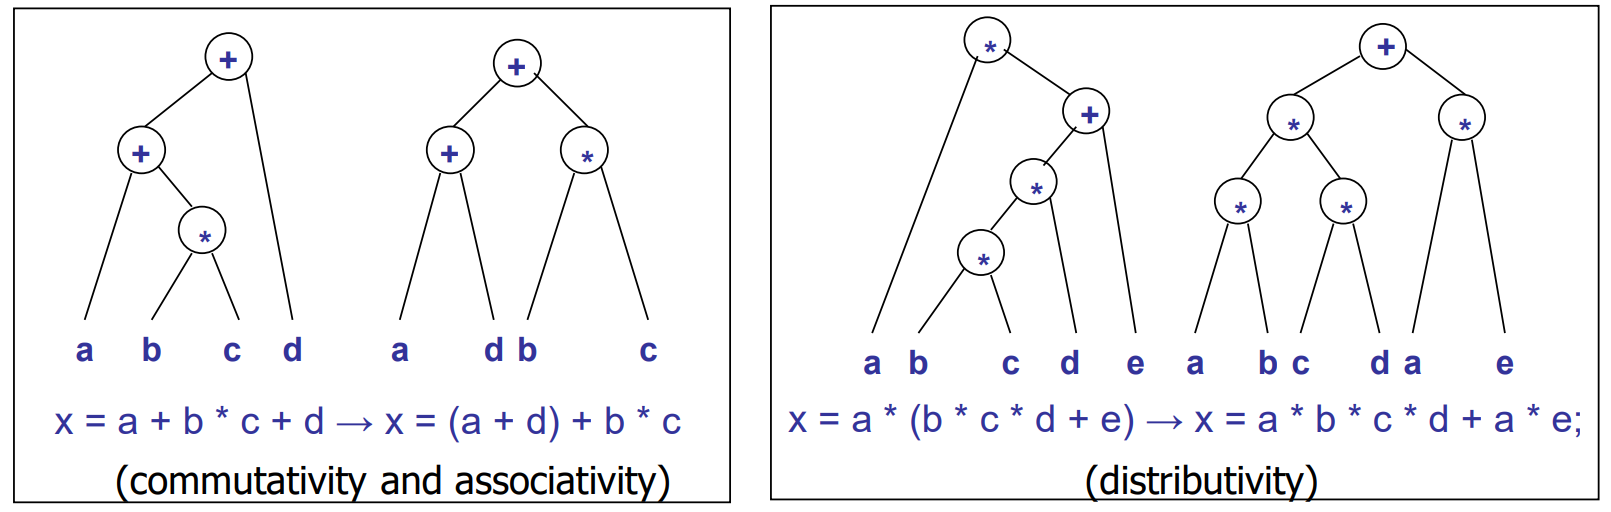 +
+
*
a b c d
+
+ *
a d b c
x = a + b * c + d → x = (a + d) + b * c
(commutativity and associativity)
*
+
*
*
a b c d e
+
* *
* *
a b c d a e
x = a * (b * c * d + e) → x = a * b * c * d + a * e;
(distributivity)